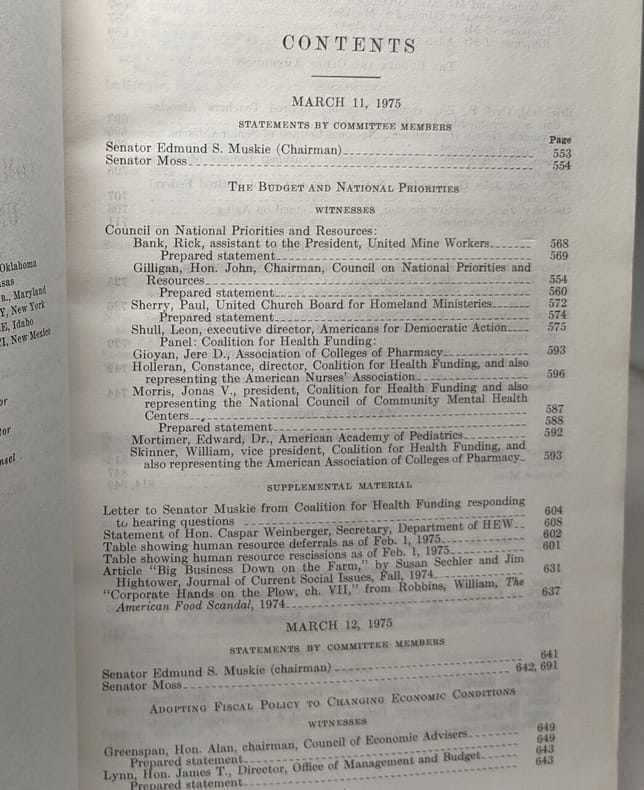 CONTENTS
MARCH 11, 1975
STATEMENTS BY COMMITTEE MEMBERS
Page
Senator Edmund S. Muskie (Chairman) 553
Senator Moss 554
THE BUDGET AND NATIONAL PRIORITIES
WITNESSES
Council on National Priorities and Resources:
Bank, Rick, assistant to the President, United Mine Workers 568
Prepared statement 569
Gilligan, Hon. John, Chairman, Council on National Priorities and
Resources 554
Prepared statement 560
Sherry, Paul, United Church Board for Homeland Ministries 572
Prepared statement 574
Shull, Leon, executive director, Americans for Democratic Action 575
Panel: Coalition for Health Funding:
Gioyan, Jere D., Association of Colleges of Pharmacy 593
Holleran, Constance, director, Coalition for Health Funding, and also
representing the American Nurses' Association 596
Morris, Jonas V., president, Coalition for Health Funding and also
representing the National Council of Community Mental Health
Centers 587
Prepared statement 588
Mortimer, Edward, Dr., American Academy of Pediatrics 592
Skinner, William, vice president, Coalition for Health Funding, and
also representing the American Association of Colleges of Pharmacy 593
SUPPLEMENTAL MATERIAL
Letter to Senator Muskie from Coalition for Health Funding responding
to hearing questions 604
Statement of Hon. Caspar Weinberger, Secretary, Department of HEW 608
Table showing human resource deferrals as of Feb. 1, 1975 602
Table showing human resource rescissions as of Feb. 1, 1975 601
Article "Big Business Down on the Farm," by Susan Sechler and Jim
Hightower, Journal of Current Social Issues, Fall, 1974 631
"Corporate Hands on the Plow, ch. VII," from Robbins, William, The
American Food Scandal, 1974 637
MARCH 12, 1975
STATEMENTS BY COMMITTEE MEMBERS
Senator Edmund S. Muskie (chairman) 641
Senator Moss 642, 691
ADOPTING FISCAL POLICY TO CHANGING ECONOMIC CONDITIONS
WITNESSES
Greenspan, Hon. Alan, chairman, Council of Economic Advisers 649
Prepared statement 649
Lynn, Hon. James T., Director, Office of Management and Budget 643
Prepared statement 643
Oklahoma
R., Maryland
Y, New York
E, Idaho
I, New Mexico